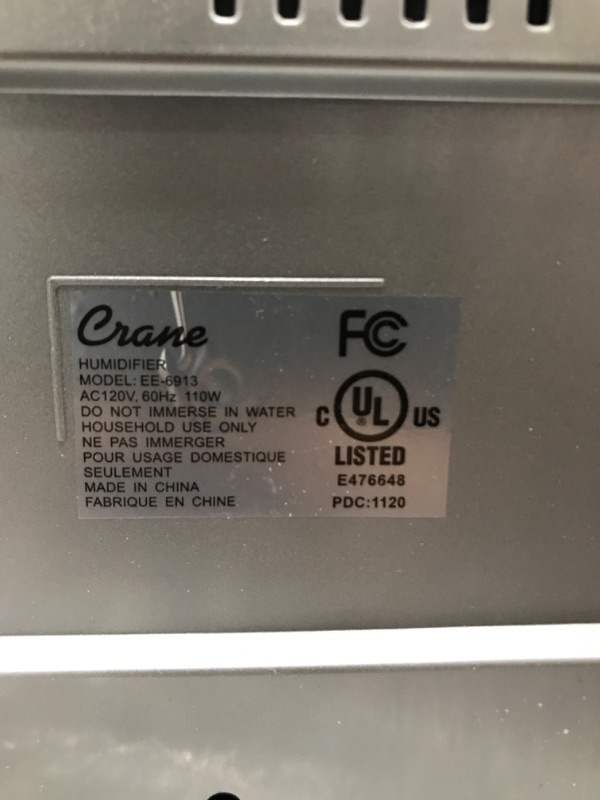 Crane
HUMIDIFIER
MODEL: EE-6913
AC120V, 60Hz 110W
DO NOT IMMERSE IN WATER
HOUSEHOLD USE ONLY
NE PAS IMMERGER
POUR USAGE DOMESTIQUE
SEULEMENT
MADE IN CHINA
FABRIQUE EN CHINE
FC
C UL® US
LISTED
E476648
PDC:1120